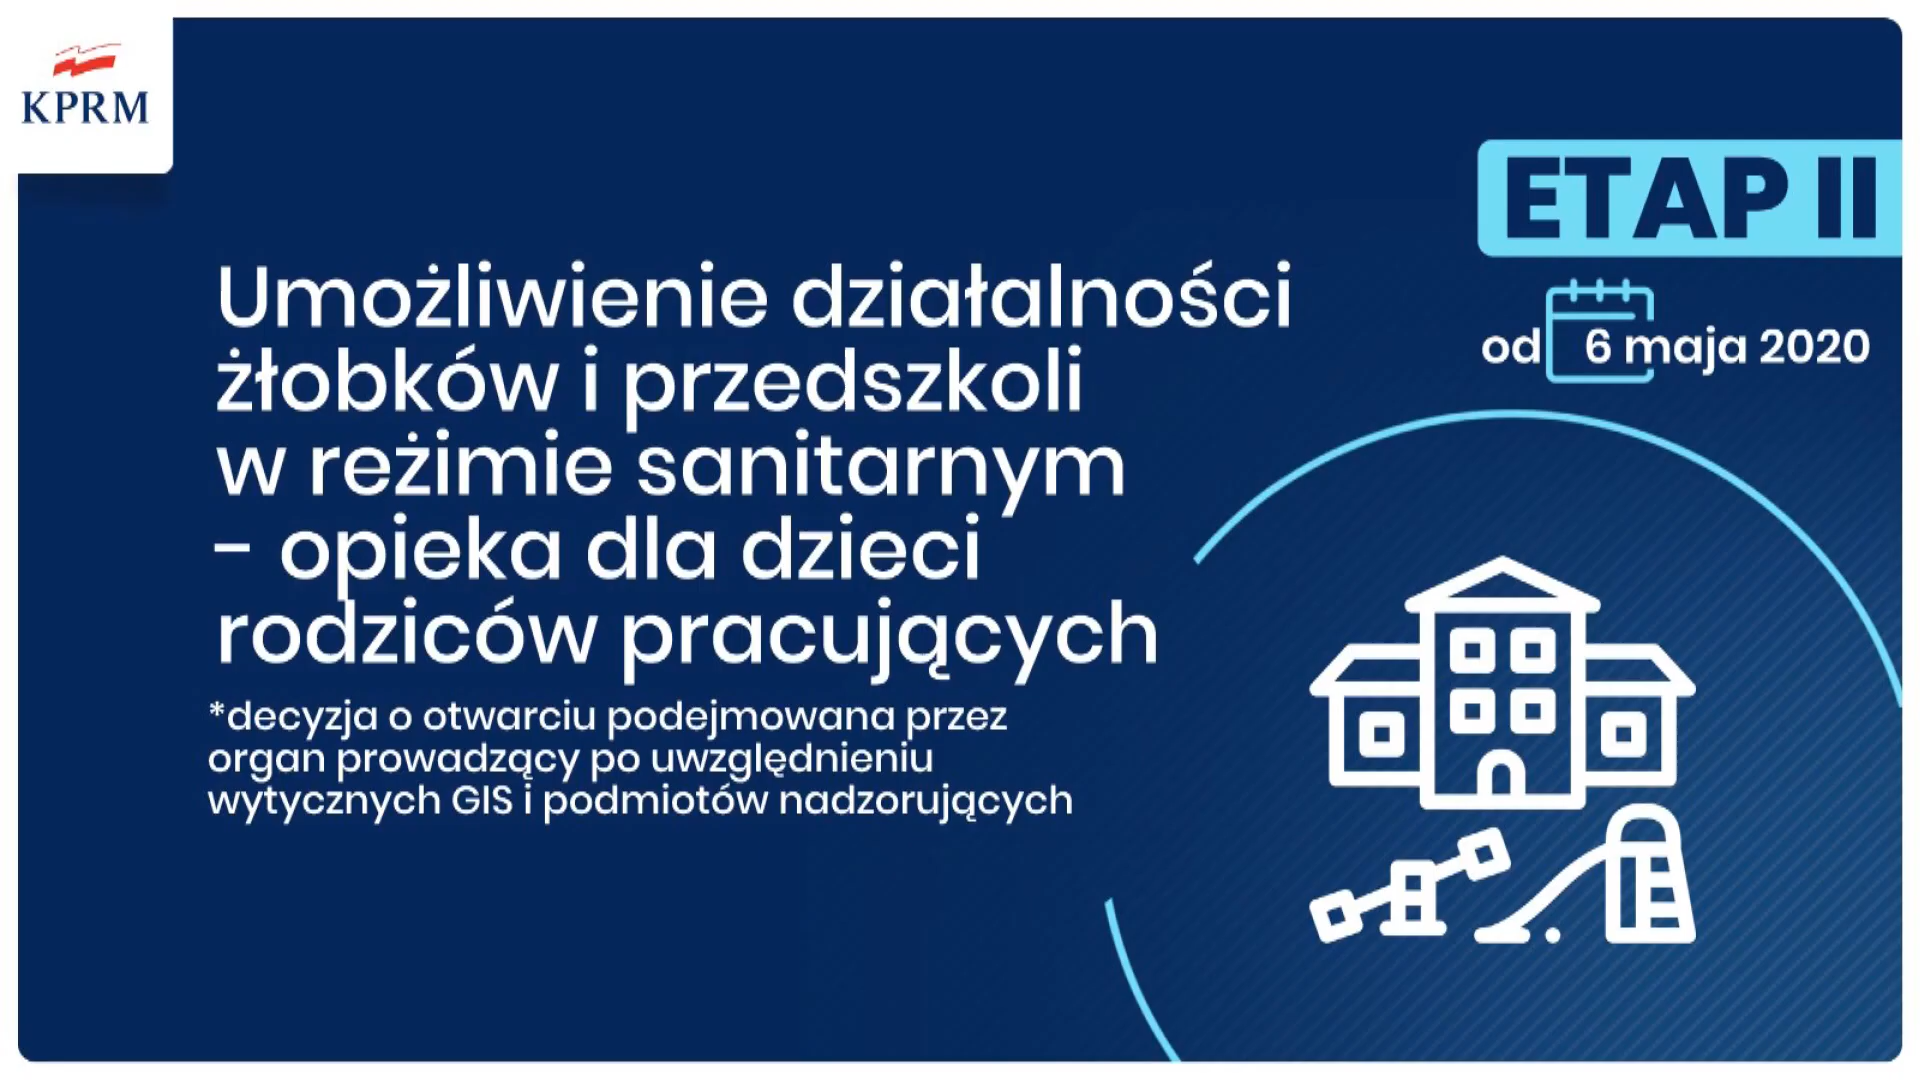 KPRM
ETAP II
od 6 maja 2020
Umożliwienie działalności
żłobków i przedszkoli
w reżimie sanitarnym
- opieka dla dzieci
rodziców pracujących
*decyzja o otwarciu podejmowana przez
organ prowadzący po uwzględnieniu
wytycznych GIS i podmiotów nadzorujących